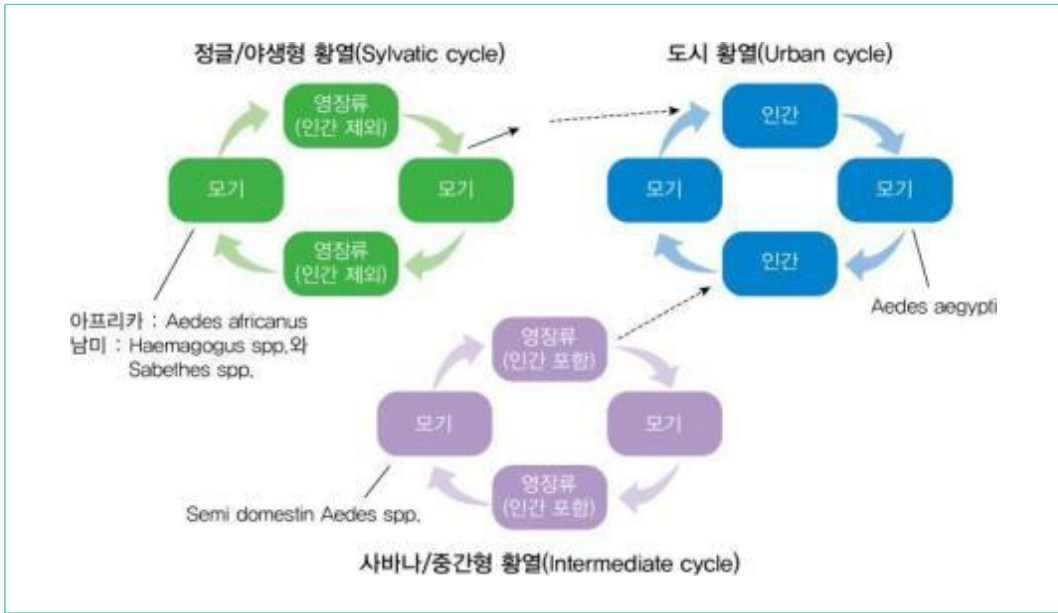 정글/야생형 황열(Sylvatic cycle)
영장류
(인간 제외)
모기
모기
영장류
(인간 제외)
아프리카 : Aedes africanus
남미 : Haemagogus spp.와
Sabethes spp.
도시 황열(Urban cycle)
인간
모기
모기
인간
Aedes aegypti
영장류
(인간 포함)
모기
모기
영장류
(인간 포함)
Semi domestin Aedes spp.
사바나/중간형 황열(Intermediate cycle)